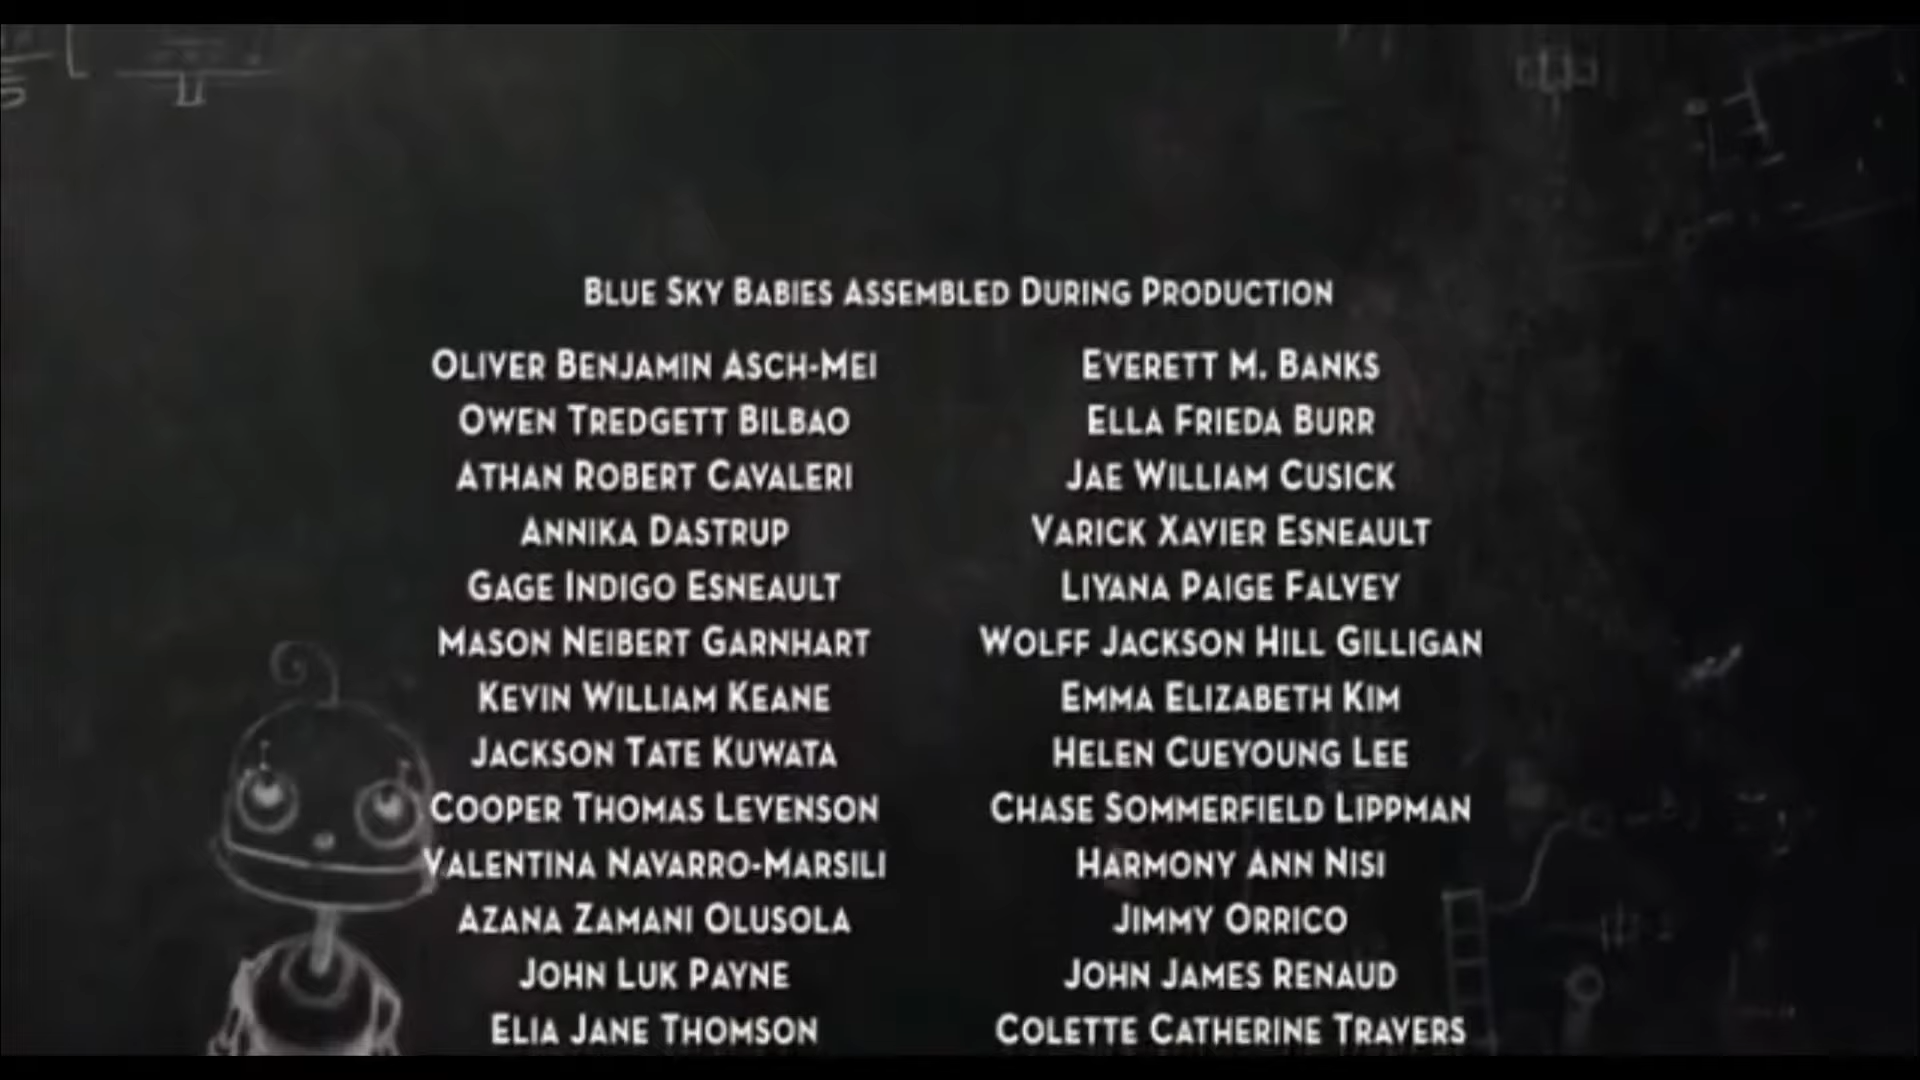 Blue Sky Babies Assembled During Production
Oliver Benjamin Asch-Mei
Everett M. Banks
Owen Tredgett Bilbao
Ella Frieda Burr
Athan Robert Cavaleri
Jae William Cusick
Annika Dastrup
Varick Xavier Esneault
Gage Indigo Esneault
Liyana Paige Falvey
Mason Neibert Garnhart
Wolff Jackson Hill Gilligan
Kevin William Keane
Emma Elizabeth Kim
Jackson Tate Kuwata
Helen Cueyoung Lee
Cooper Thomas Levenson
Chase Sommerfield Lippman
Valentina Navarro-Marsili
Harmony Ann Nisi
Azana Zamani Olusola
Jimmy Orrico
John Luk Payne
John James Renaud
Elia Jane Thomson
Colette Catherine Travers